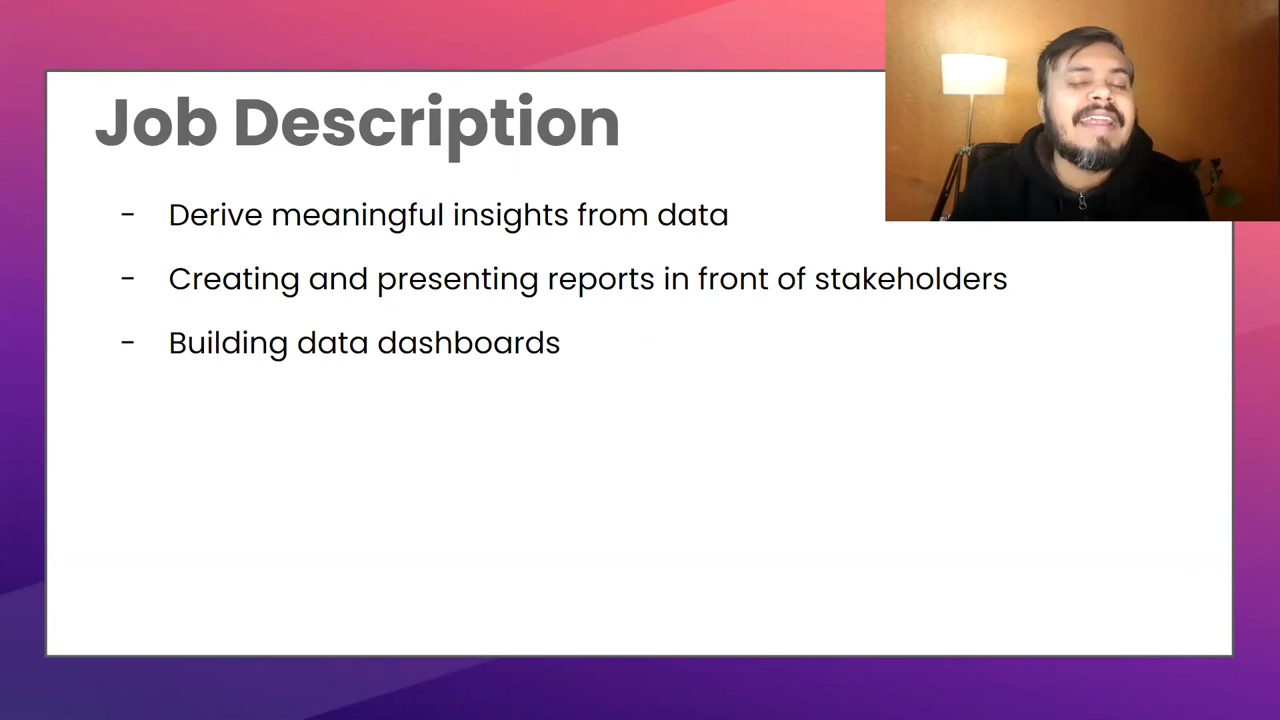 Job Description
- Derive meaningful insights from data
- Creating and presenting reports in front of stakeholders
- Building data dashboards